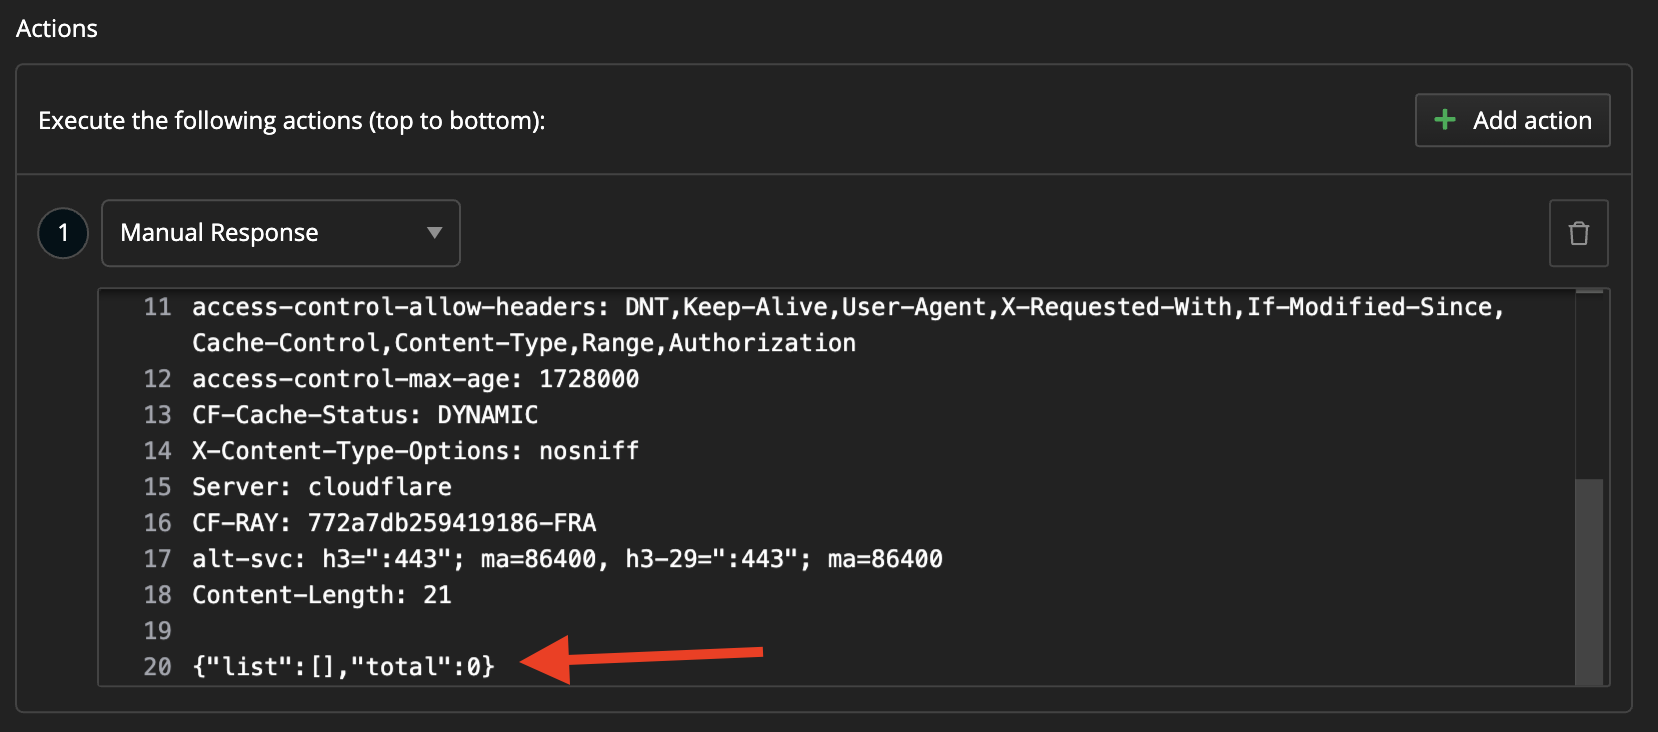 Actions
Execute the following actions (top to bottom):
Add action
1
Manual Response
11 access-control-allow-headers: DNT,Keep-Alive,User-Agent,X-Requested-With,If-Modified-Since,
Cache-Control,Content-Type,Range,Authorization
12 access-control-max-age: 1728000
13 CF-Cache-Status: DYNAMIC
14 X-Content-Type-Options: nosniff
15 Server: cloudflare
16 CF-RAY: 772a7db259419186-FRA
17 alt-svc: h3=":443"; ma=86400, h3-29=":443"; ma=86400
18 Content-Length: 21
19
20 {"list":[],"total":0}